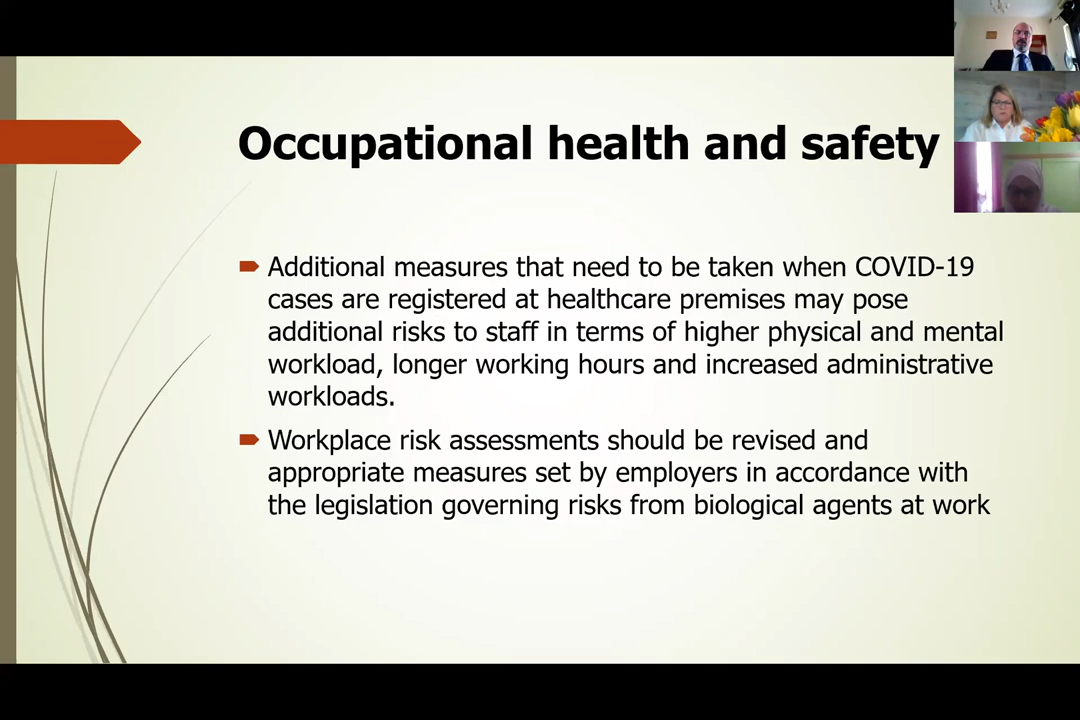 Occupational health and safety
Additional measures that need to be taken when COVID-19
cases are registered at healthcare premises may pose
additional risks to staff in terms of higher physical and mental
workload, longer working hours and increased administrative
workloads.
Workplace risk assessments should be revised and
appropriate measures set by employers in accordance with
the legislation governing risks from biological agents at work